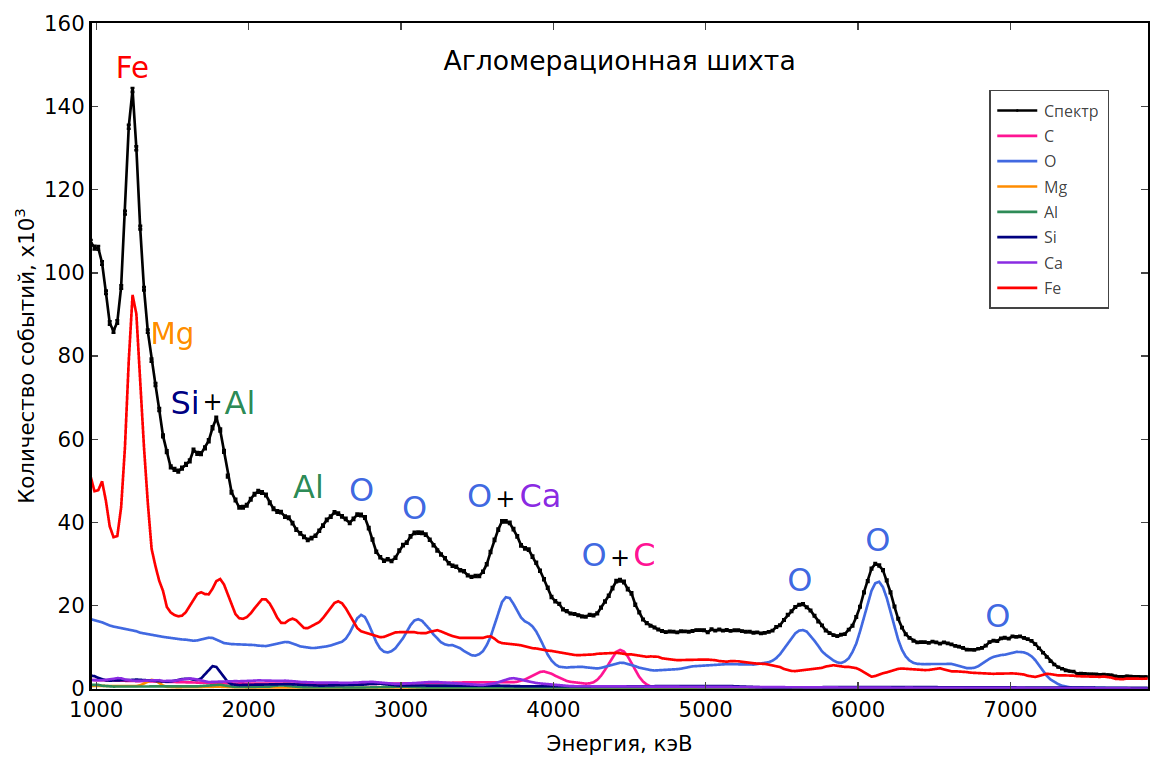 Агломерационная шихта
Fe
Mg
Si + Al
Al
O
O
O + Ca
O + C
O
O
O
Спектр
C
O
Mg
Al
Si
Ca
Fe
Количество событий, x10³
160
140
120
100
80
60
40
20
0
1000 2000 3000 4000 5000 6000 7000
Энергия, кэВ